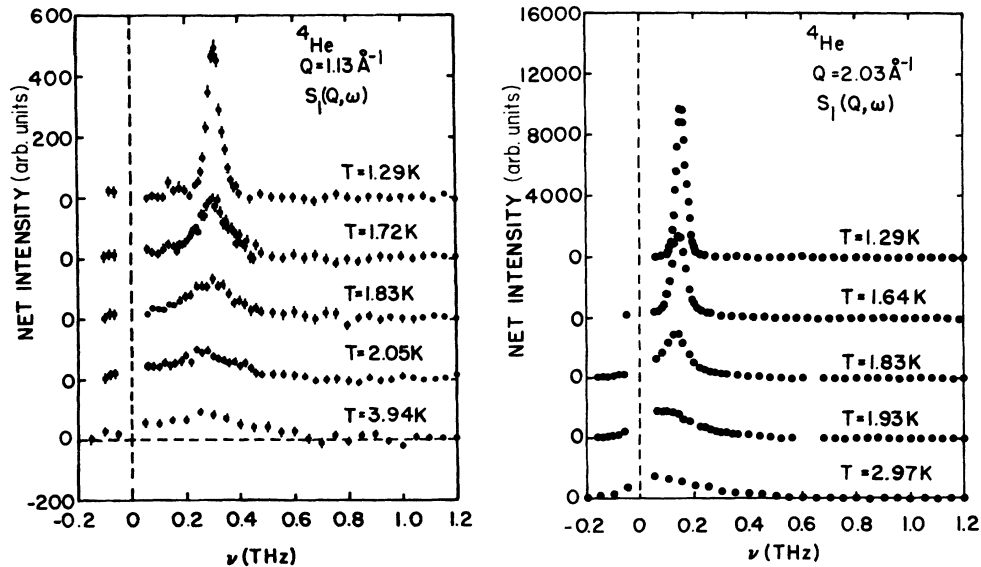 600
400
200
0
0
0
0
0
-200
NET INTENSITY (arb. units)
4He
Q=1.13 Å-1
S1(Q,ω)
T=1.29K
T=1.72K
T=1.83K
T=2.05K
T=3.94K
-0.2 0 0.2 0.4 0.6 0.8 1.0 1.2
ν (THz)
16000
12000
8000
4000
0
0
0
0
0
NET INTENSITY (arb. units)
4He
Q=2.03 Å-1
S1(Q,ω)
T=1.29K
T=1.64K
T=1.83K
T=1.93K
T=2.97K
-0.2 0 0.2 0.4 0.6 0.8 1.0 1.2
ν (THz)